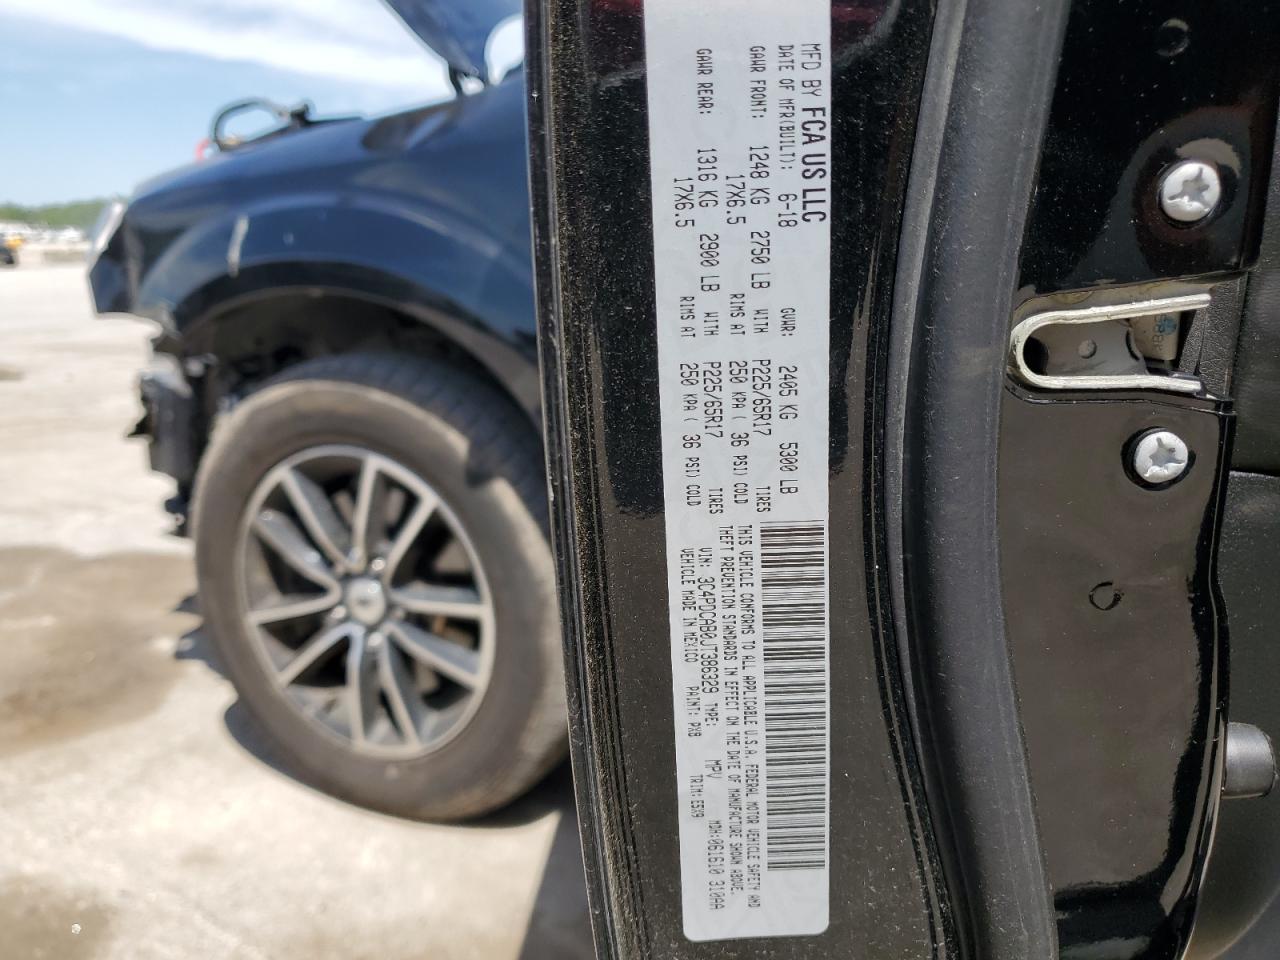 MFD BY FCA US LLC
DATE OF MFR(BUILT): 6-18 GVWR: 2405 KG 5300 LB
GAWR FRONT: 1248 KG 2750 LB WITH P225/65R17 TIRES
17X6.5 RIMS AT 250 KPA ( 36 PSI) COLD
GAWR REAR: 1316 KG 2900 LB WITH P225/65R17 TIRES
17X6.5 RIMS AT 250 KPA ( 36 PSI) COLD
THIS VEHICLE CONFORMS TO ALL APPLICABLE U.S.A. FEDERAL MOTOR VEHICLE SAFETY AND
THEFT PREVENTION STANDARDS IN EFFECT ON THE DATE OF MANUFACTURE SHOWN ABOVE.
VIN: 3C4PDCAB0JT386329 TYPE: MPV MDH:061610 310AA
VEHICLE MADE IN MEXICO PAINT: PX8 TRIM: E5X9